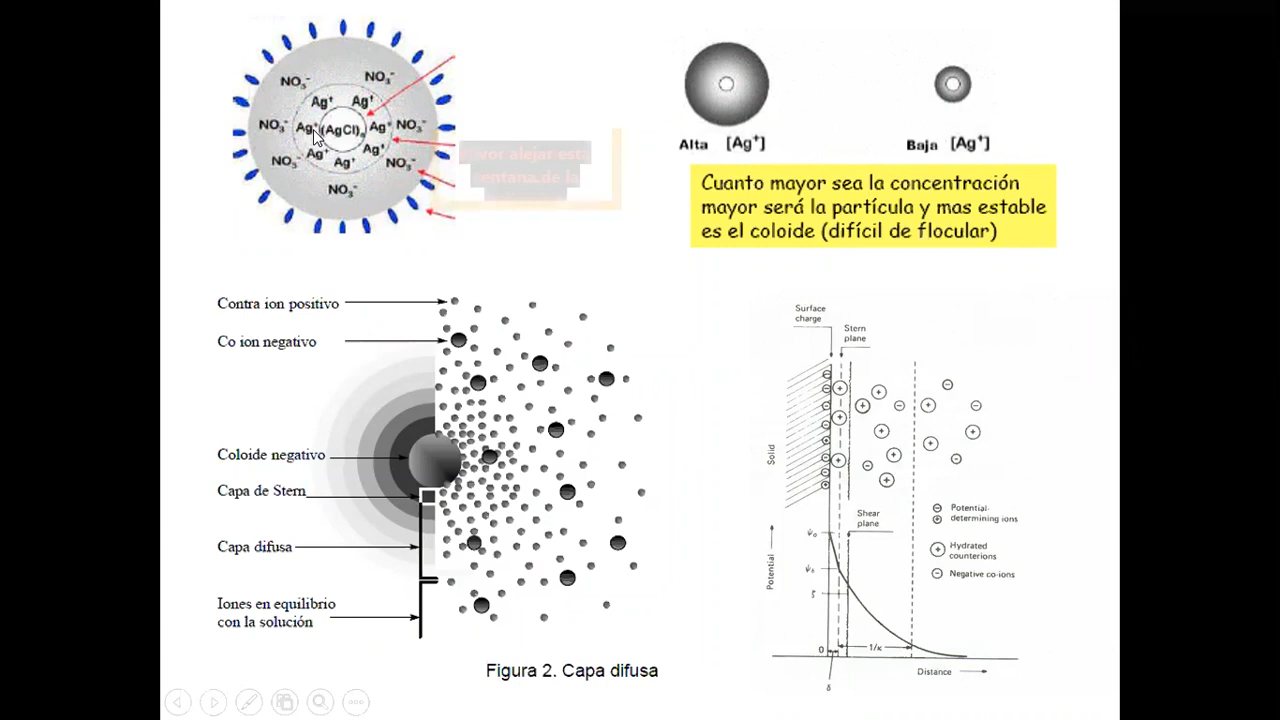 NO₃⁻
NO₃⁻
Ag⁺
Ag⁺
NO₃⁻
Ag⁺
(AgCl)ₙ
Ag⁺
NO₃⁻
Ag⁺
Ag⁺
Ag⁺
NO₃⁻
NO₃⁻
NO₃⁻
alejar
de la
Alta [Ag⁺]
Baja [Ag⁺]
Cuanto mayor sea la concentración
mayor será la partícula y mas estable
es el coloide (difícil de flocular)
Contra ion positivo
Co ion negativo
Coloide negativo
Capa de Stern
Capa difusa
Iones en equilibrio
con la solución
Figura 2. Capa difusa
Surface
charge
Stern
plane
Solid
Shear
plane
Potential-
determining ions
Hydrated
counterions
Negative co-ions
Potential
ψ₀
ζ
0
1/κ
Distance
δ